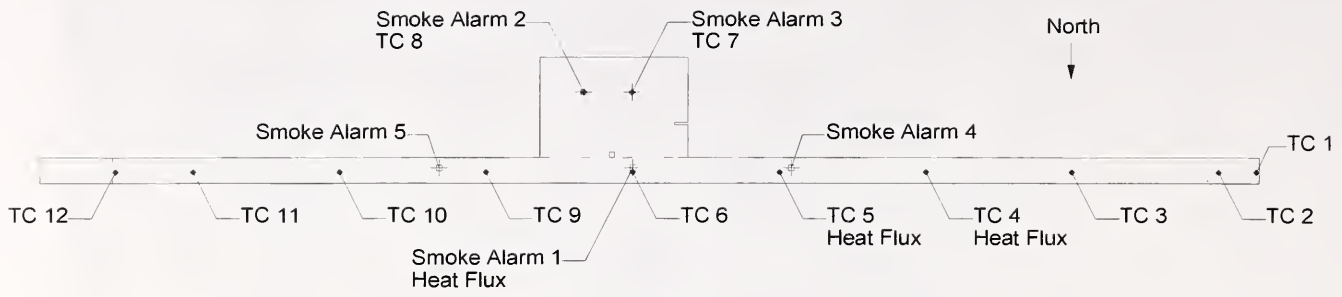 Smoke Alarm 2
TC 8
Smoke Alarm 3
TC 7
North
Smoke Alarm 5
Smoke Alarm 4
TC 1
TC 12
TC 11
TC 10
TC 9
TC 6
TC 5
Heat Flux
TC 4
Heat Flux
TC 3
TC 2
Smoke Alarm 1
Heat Flux